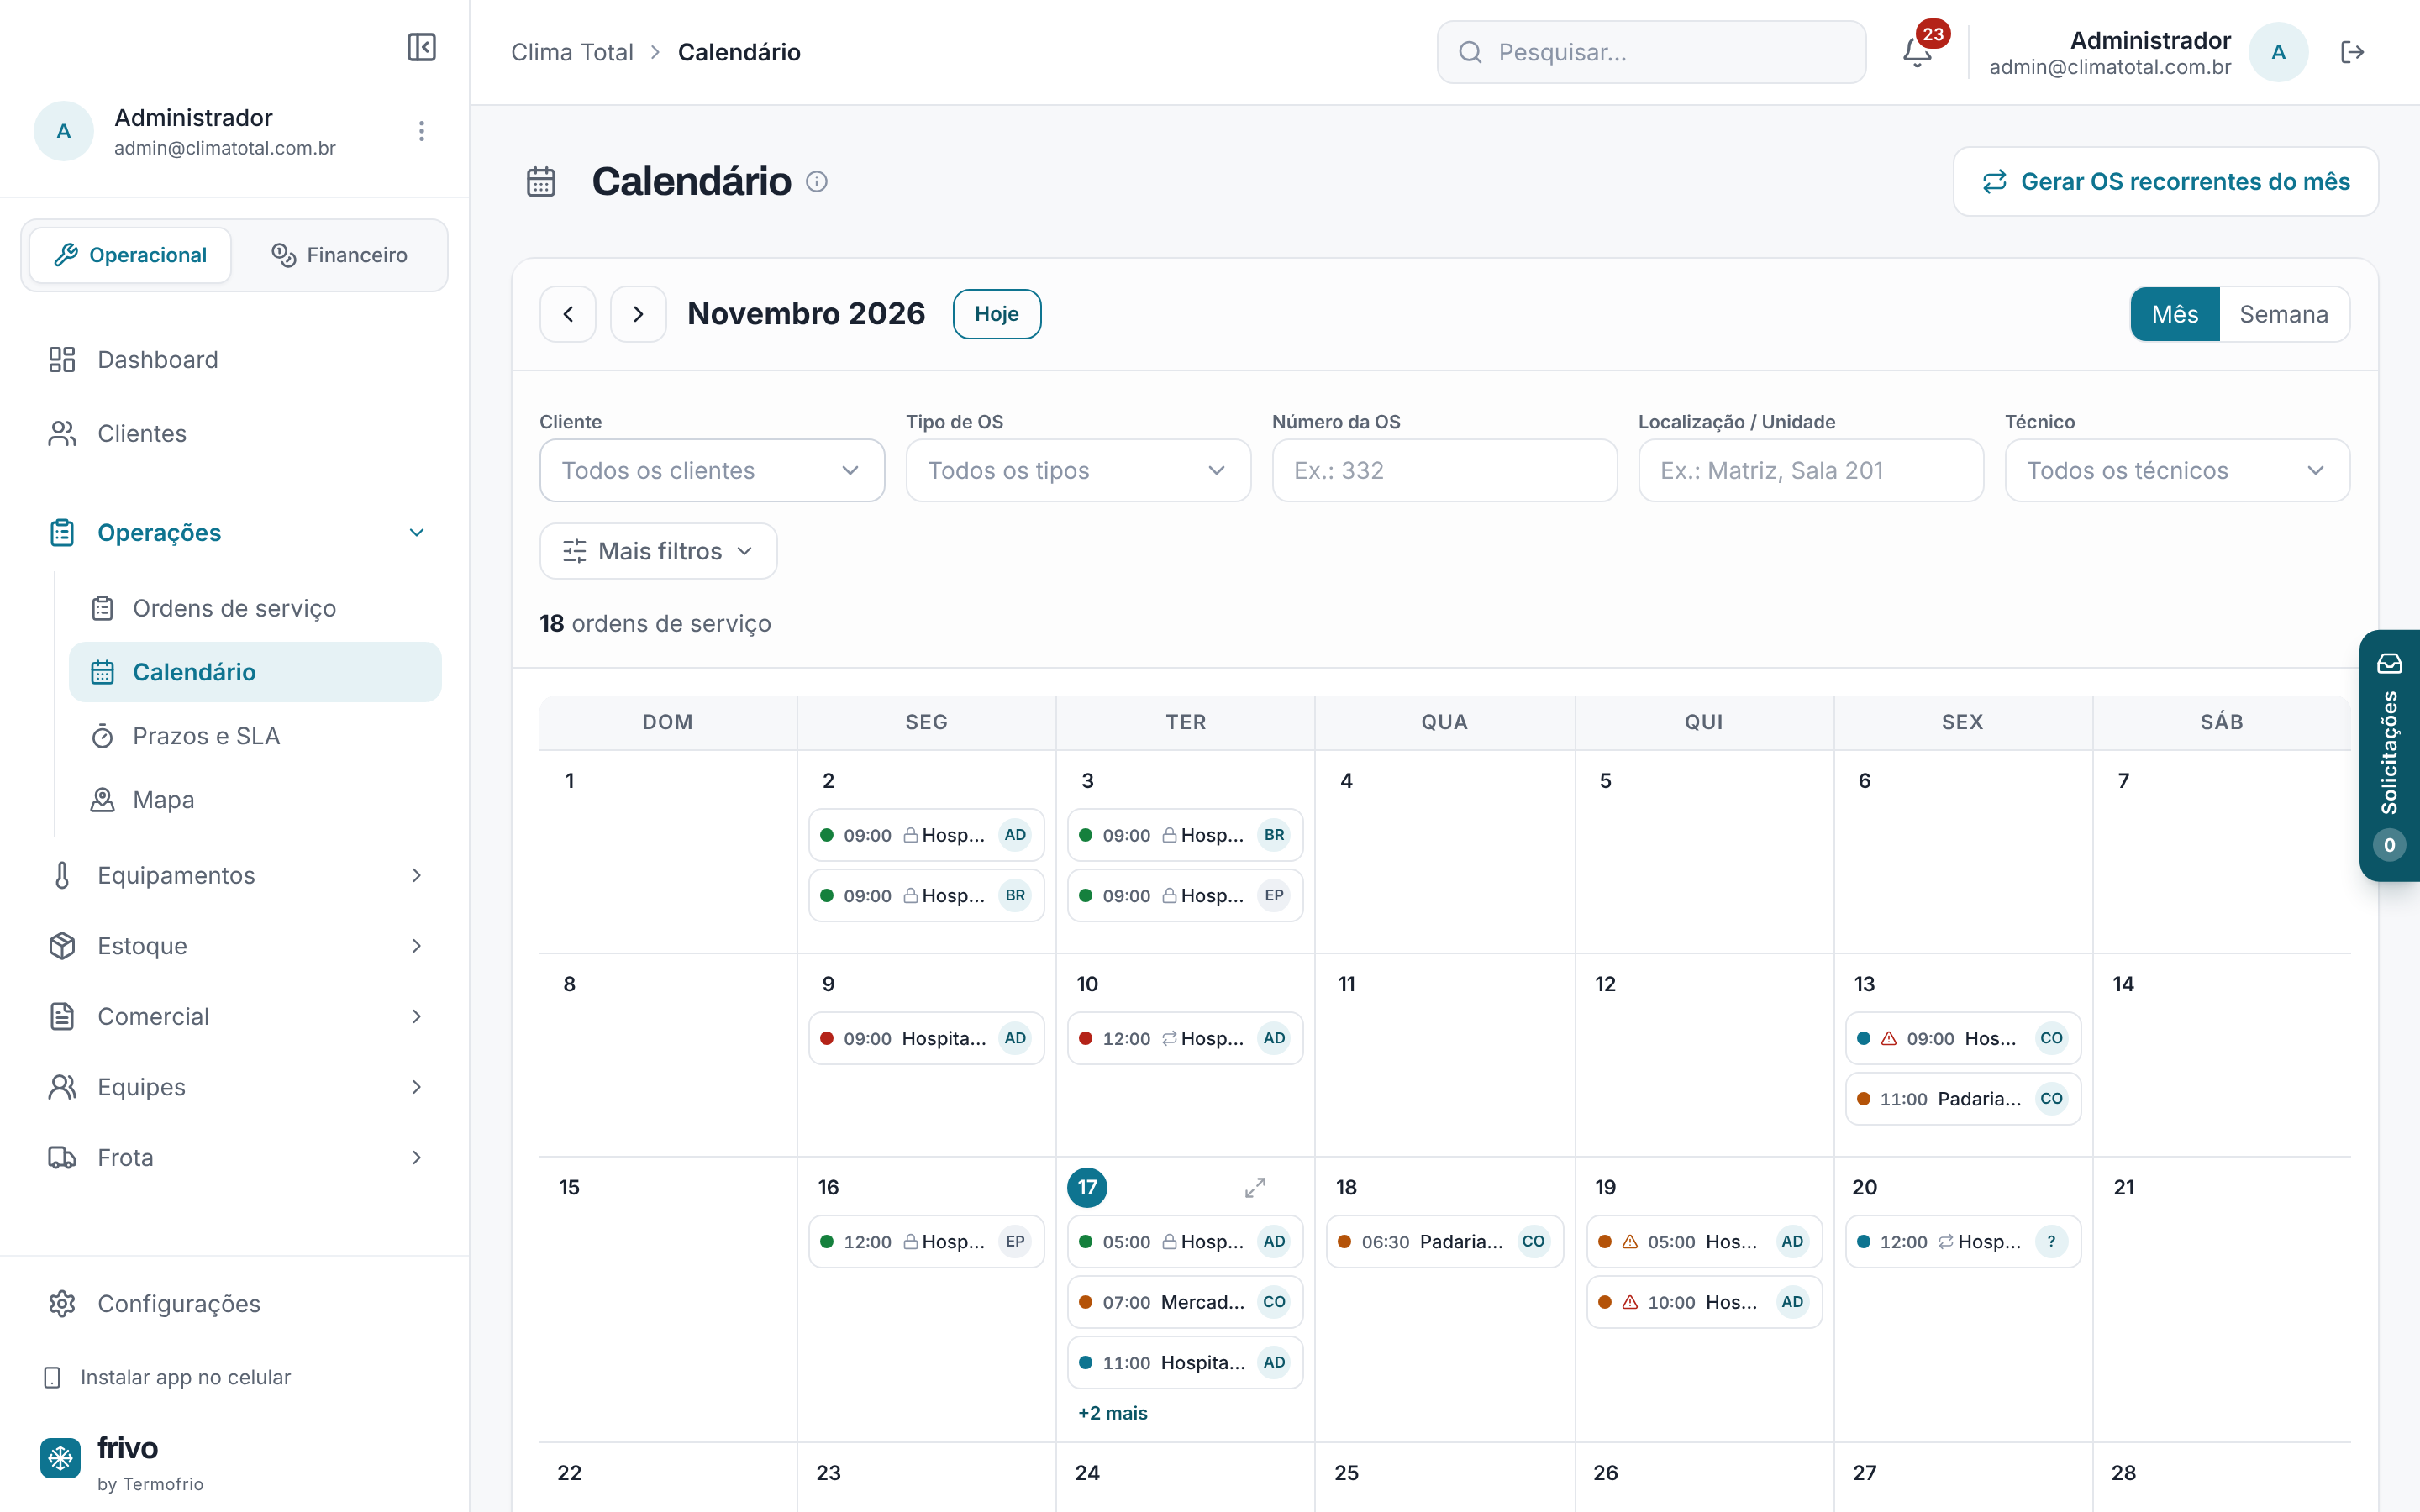 A
Administrador
admin@climatotal.com.br
Operacional
Financeiro
Dashboard
Clientes
Operações
Ordens de serviço
Calendário
Prazos e SLA
Mapa
Equipamentos
Estoque
Comercial
Equipes
Frota
Configurações
Instalar app no celular
frivo
by Termofrio
Clima Total > Calendário
Pesquisar...
23
Administrador
admin@climatotal.com.br
A
Calendário
Gerar OS recorrentes do mês
Novembro 2026
Hoje
Mês
Semana
Cliente
Todos os clientes
Tipo de OS
Todos os tipos
Número da OS
Ex.: 332
Localização / Unidade
Ex.: Matriz, Sala 201
Técnico
Todos os técnicos
Mais filtros
18 ordens de serviço
DOM SEG TER QUA QUI SEX SÁB
1
2
09:00 Hosp... AD
09:00 Hosp... BR
3
09:00 Hosp... BR
09:00 Hosp... EP
4
5
6
7
8
9
09:00 Hospita... AD
10
12:00 Hosp... AD
11
12
13
09:00 Hos... CO
11:00 Padaria... CO
14
15
16
12:00 Hosp... EP
17
05:00 Hosp... AD
07:00 Mercad... CO
11:00 Hospita... AD
+2 mais
18
06:30 Padaria... CO
19
05:00 Hos... AD
10:00 Hos... AD
20
12:00 Hosp... ?
21
22
23
24
25
26
27
28
Solicitações
0